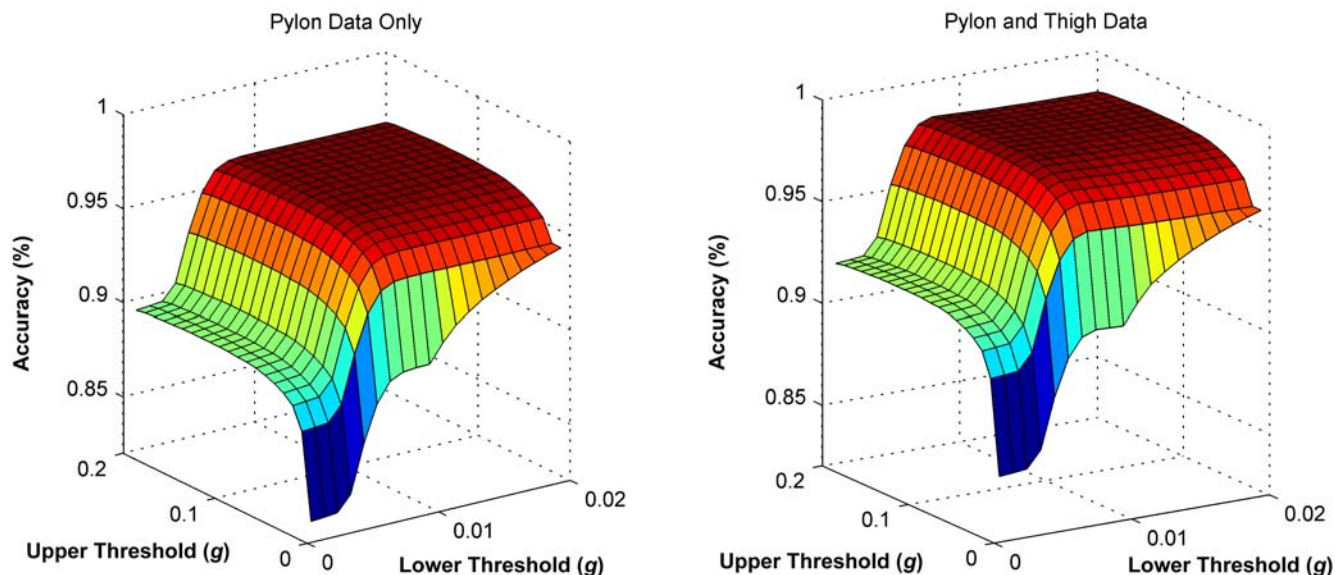 Pylon Data Only
1
0.95
0.9
0.85
0.2
0.1
0
0
0.01
0.02
Accuracy (%)
Upper Threshold (g)
Lower Threshold (g)
Pylon and Thigh Data
1
0.95
0.9
0.85
0.2
0.1
0
0
0.01
0.02
Accuracy (%)
Upper Threshold (g)
Lower Threshold (g)